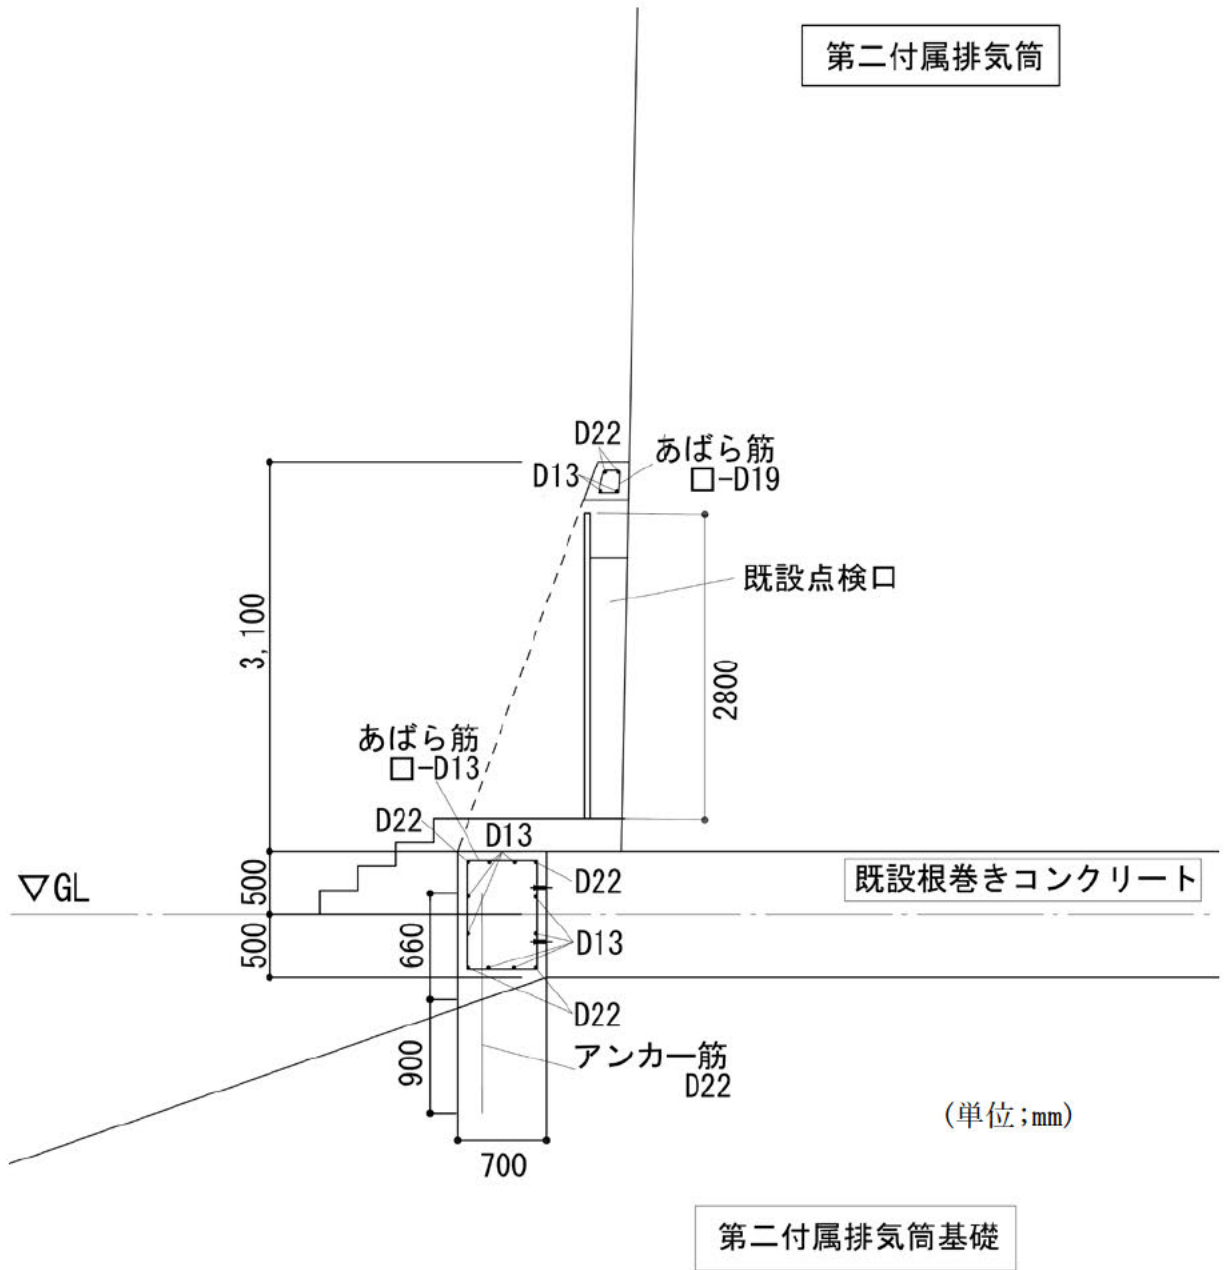 第二付属排気筒
D22
あばら筋
D13
□-D19
既設点検口
3,100
2800
あばら筋
□-D13
D22
D13
D22
既設根巻きコンクリート
▽GL
500
500
660
D13
D22
900
アンカー筋
D22
(単位;mm)
700
第二付属排気筒基礎